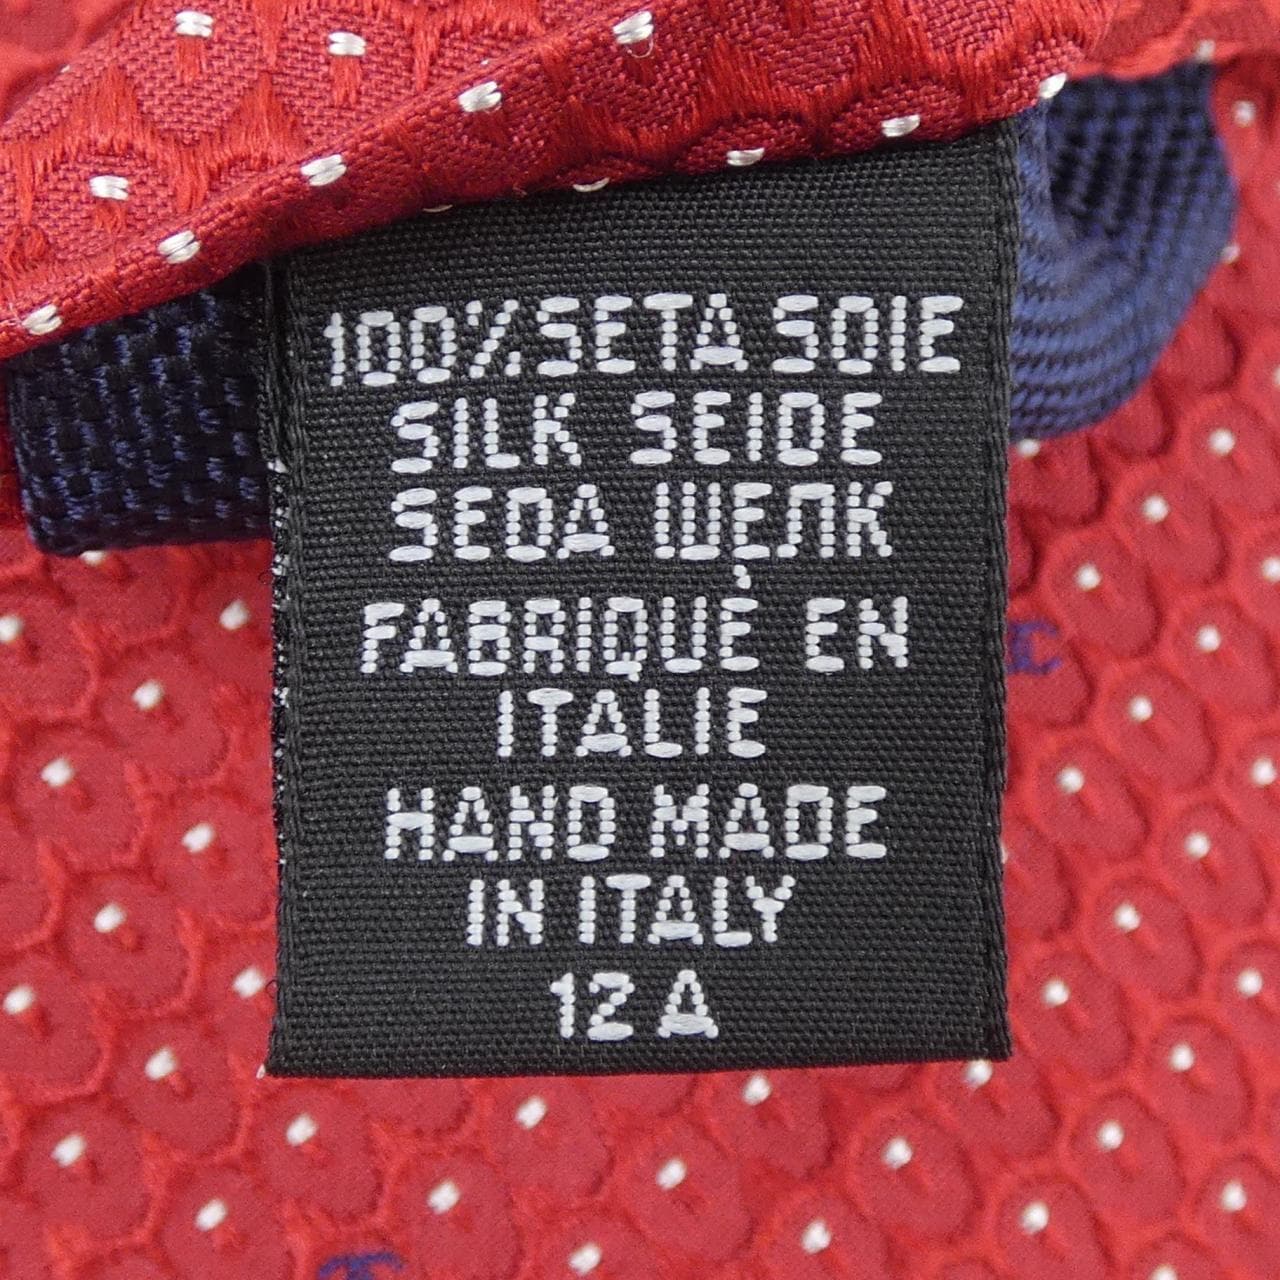 100%SETA SOIE
SILK SEIDE
SEDA ШЕЛК
FABRIQUÉ EN
ITALIE
HAND MADE
IN ITALY
12 A